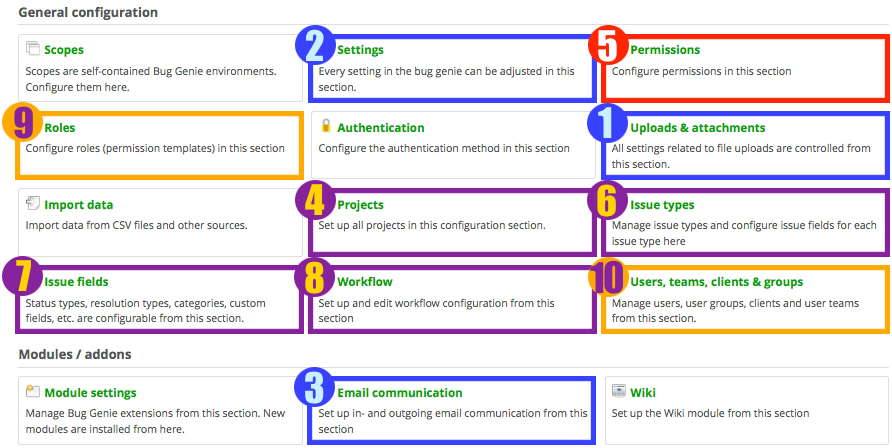 General configuration
Scopes
Scopes are self-contained Bug Genie environments.
Configure them here.
2
Settings
Every setting in the bug genie can be adjusted in this
section.
5
Permissions
Configure permissions in this section
9
Roles
Configure roles (permission templates) in this section
Authentication
Configure the authentication method in this section
1
Uploads & attachments
All settings related to file uploads are controlled from
this section.
Import data
Import data from CSV files and other sources.
4
Projects
Set up all projects in this configuration section.
6
Issue types
Manage issue types and configure issue fields for each
issue type here
7
Issue fields
Status types, resolution types, categories, custom
fields, etc. are configurable from this section.
8
Workflow
Set up and edit workflow configuration from this
section
10
Users, teams, clients & groups
Manage users, user groups, clients and user teams
from this section.
Modules / addons
Module settings
Manage Bug Genie extensions from this section. New
modules are installed from here.
3
Email communication
Set up in- and outgoing email communication from this
section
Wiki
Set up the Wiki module from this section